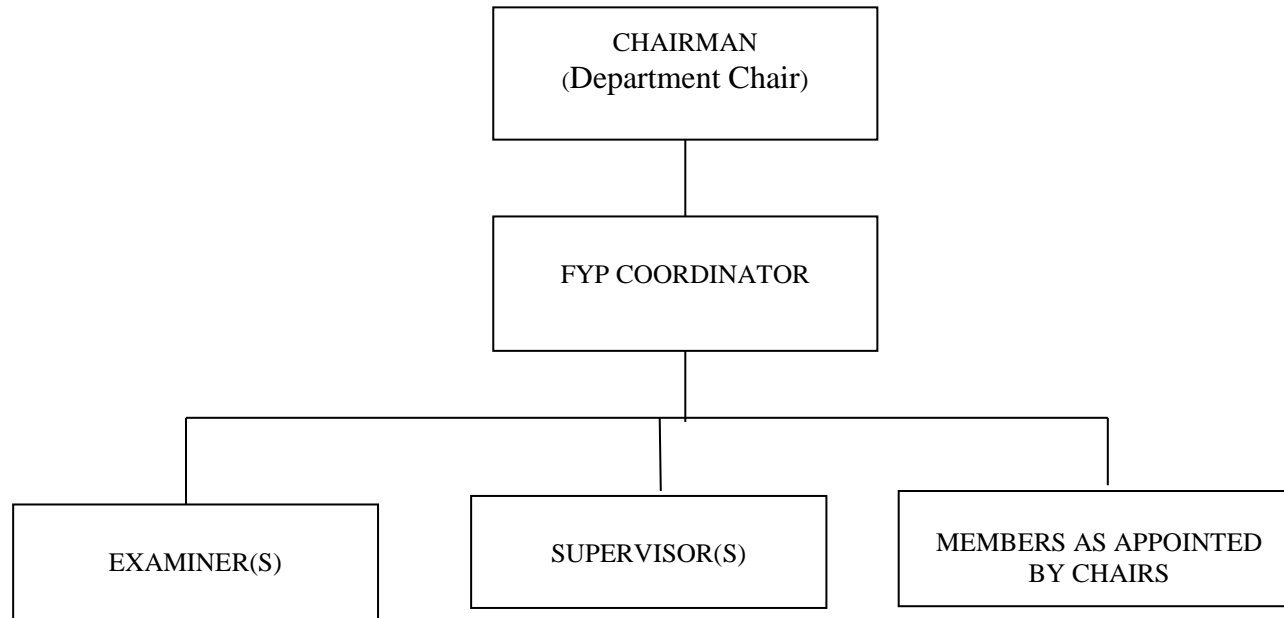 CHAIRMAN
(Department Chair)
FYP COORDINATOR
EXAMINER(S)
SUPERVISOR(S)
MEMBERS AS APPOINTED
BY CHAIRS